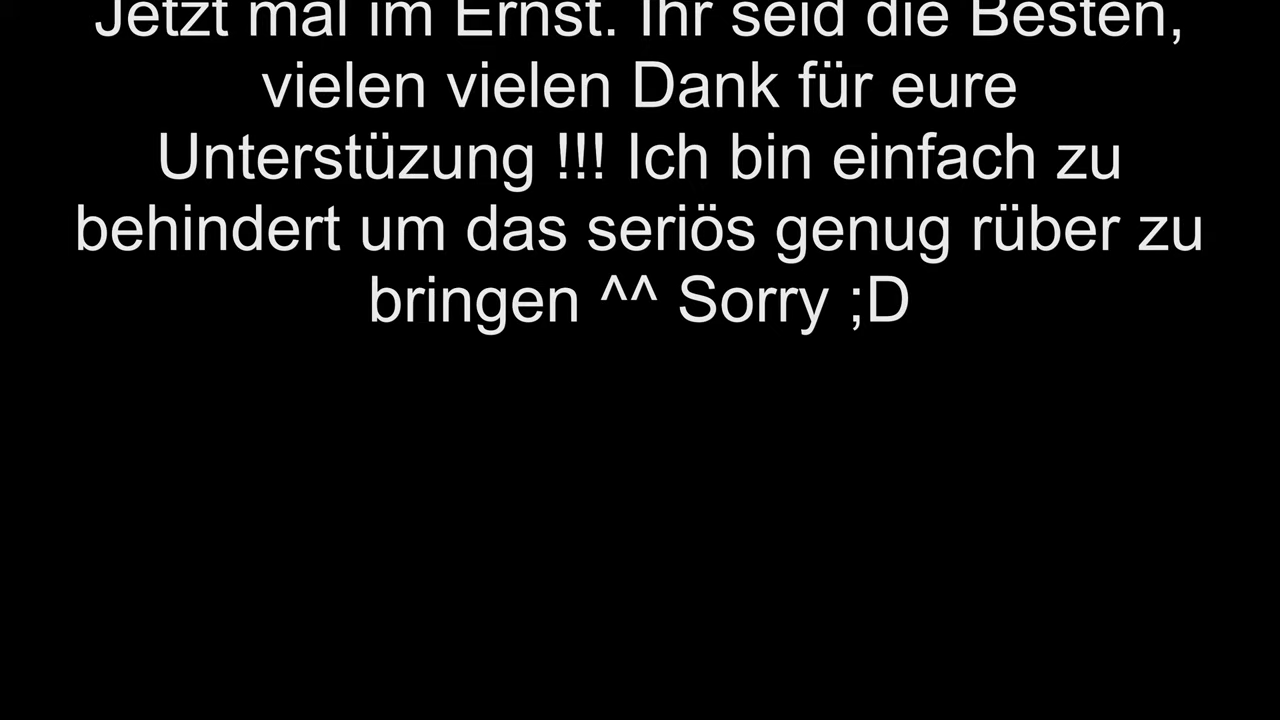 Jetzt mal im Ernst. Ihr seid die Besten,
vielen vielen Dank für eure
Unterstüzung !!! Ich bin einfach zu
behindert um das seriös genug rüber zu
bringen ^^ Sorry ;D